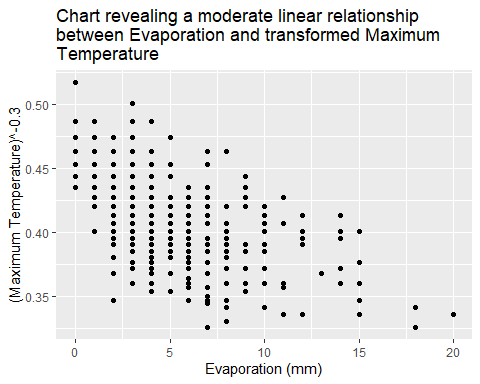 Chart revealing a moderate linear relationship
between Evaporation and transformed Maximum
Temperature
(Maximum Temperature)^-0.3
0.50
0.45
0.40
0.35
0
5
10
15
20
Evaporation (mm)